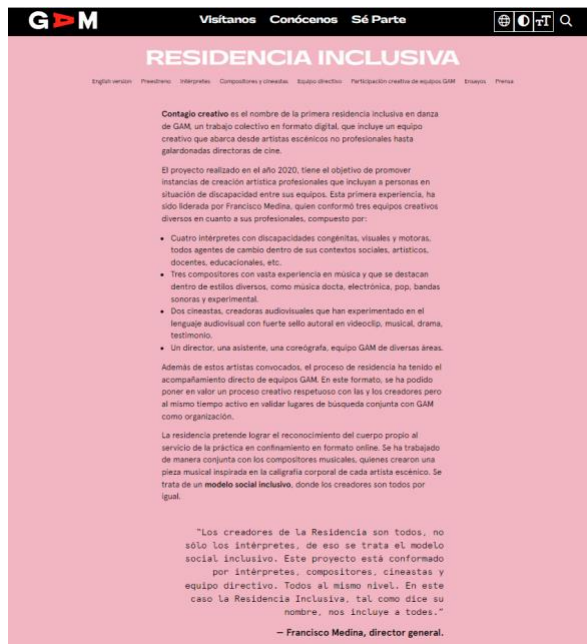 GAM
Visítanos Conócenos Sé Parte
RESIDENCIA INCLUSIVA
English version Preestreno Intérpretes Compositores y cineastas Equipo directivo Participación creativa de equipos GAM Ensayos Prensa
Contagio creativo es el nombre de la primera residencia inclusiva en danza
de GAM, un trabajo colectivo en formato digital, que incluye un equipo
creativo que abarca desde artistas escénicos no profesionales hasta
galardonadas directoras de cine.
El proyecto realizado en el año 2020, tiene el objetivo de promover
instancias de creación artística profesionales que incluyan a personas en
situación de discapacidad entre sus equipos. Esta primera experiencia, ha
sido liderada por Francisco Medina, quien conformó tres equipos creativos
diversos en cuanto a sus profesionales, compuesto por:
• Cuatro intérpretes con discapacidades congénitas, visuales y motoras,
todos agentes de cambio dentro de sus contextos sociales, artísticos,
docentes, educacionales, etc.
• Tres compositores con vasta experiencia en música y que se destacan
dentro de estilos diversos, como música docta, electrónica, pop, bandas
sonoras y experimental.
• Dos cineastas, creadoras audiovisuales que han experimentado en el
lenguaje audiovisual con fuerte sello autoral en videoclip, musical, drama,
testimonio.
• Un director, una asistente, una coreógrafa, equipo GAM de diversas áreas.
Además de estos artistas convocados, el proceso de residencia ha tenido el
acompañamiento directo de equipos GAM. En este formato, se ha podido
poner en valor un proceso creativo respetuoso con las y los creadores pero
al mismo tiempo activo en validar lugares de búsqueda conjunta con GAM
como organización.
La residencia pretende lograr el reconocimiento del cuerpo propio al
servicio de la práctica en confinamiento en formato online. Se ha trabajado
de manera conjunta con los compositores musicales, quienes crearon una
pieza musical inspirada en la caligrafía corporal de cada artista escénico. Se
trata de un modelo social inclusivo, donde los creadores son todos por
igual.
"Los creadores de la Residencia son todos, no
sólo los intérpretes, de eso se trata el modelo
social inclusivo. Este proyecto está conformado
por intérpretes, compositores, cineastas y
equipo directivo. Todos al mismo nivel. En este
caso la Residencia Inclusiva, tal como dice su
nombre, nos incluye a todes."
— Francisco Medina, director general.